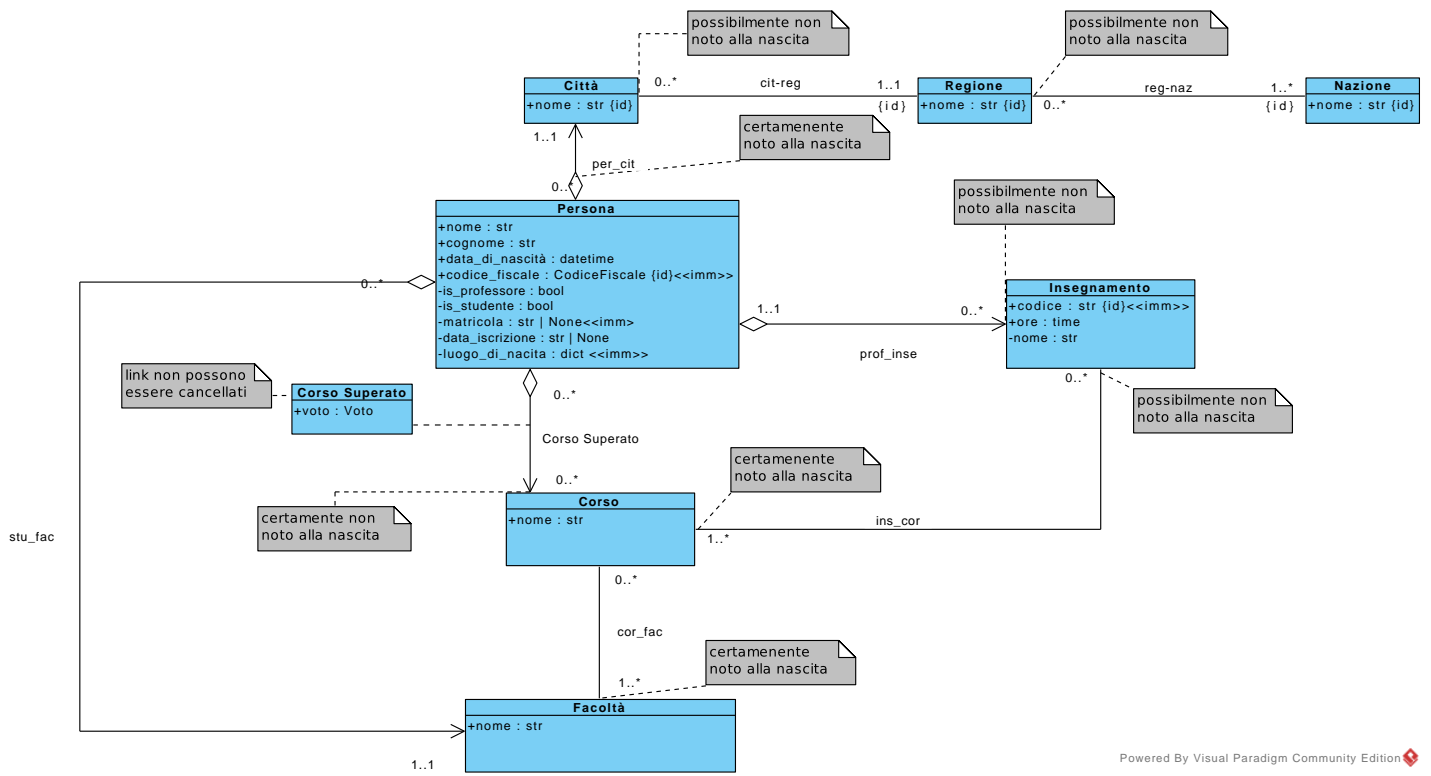 possibilmente non
noto alla nascita
possibilmente non
noto alla nascita
Città
+nome : str {id}
0..*
cit-reg
1..1
{id}
Regione
+nome : str {id}
0..*
reg-naz
1..*
{id}
Nazione
+nome : str {id}
certamenente
noto alla nascita
1..1
per_cit
0..*
Persona
+nome : str
+cognome : str
+data_di_nascità : datetime
+codice_fiscale : CodiceFiscale {id}<<imm>>
-is_professore : bool
-is_studente : bool
-matricola : str | None<<imm>
-data_iscrizione : str | None
-luogo_di_nacita : dict <<imm>>
possibilmente non
noto alla nascita
0..*
1..1
0..*
prof_inse
Insegnamento
+codice : str {id}<<imm>>
+ore : time
-nome : str
link non possono
essere cancellati
Corso Superato
+voto : Voto
0..*
Corso Superato
0..*
0..*
possibilmente non
noto alla nascita
certamenente
noto alla nascita
certamente non
noto alla nascita
Corso
+nome : str
ins_cor
1..*
stu_fac
0..*
cor_fac
certamenente
noto alla nascita
1..*
Facoltà
+nome : str
1..1
Powered By Visual Paradigm Community Edition